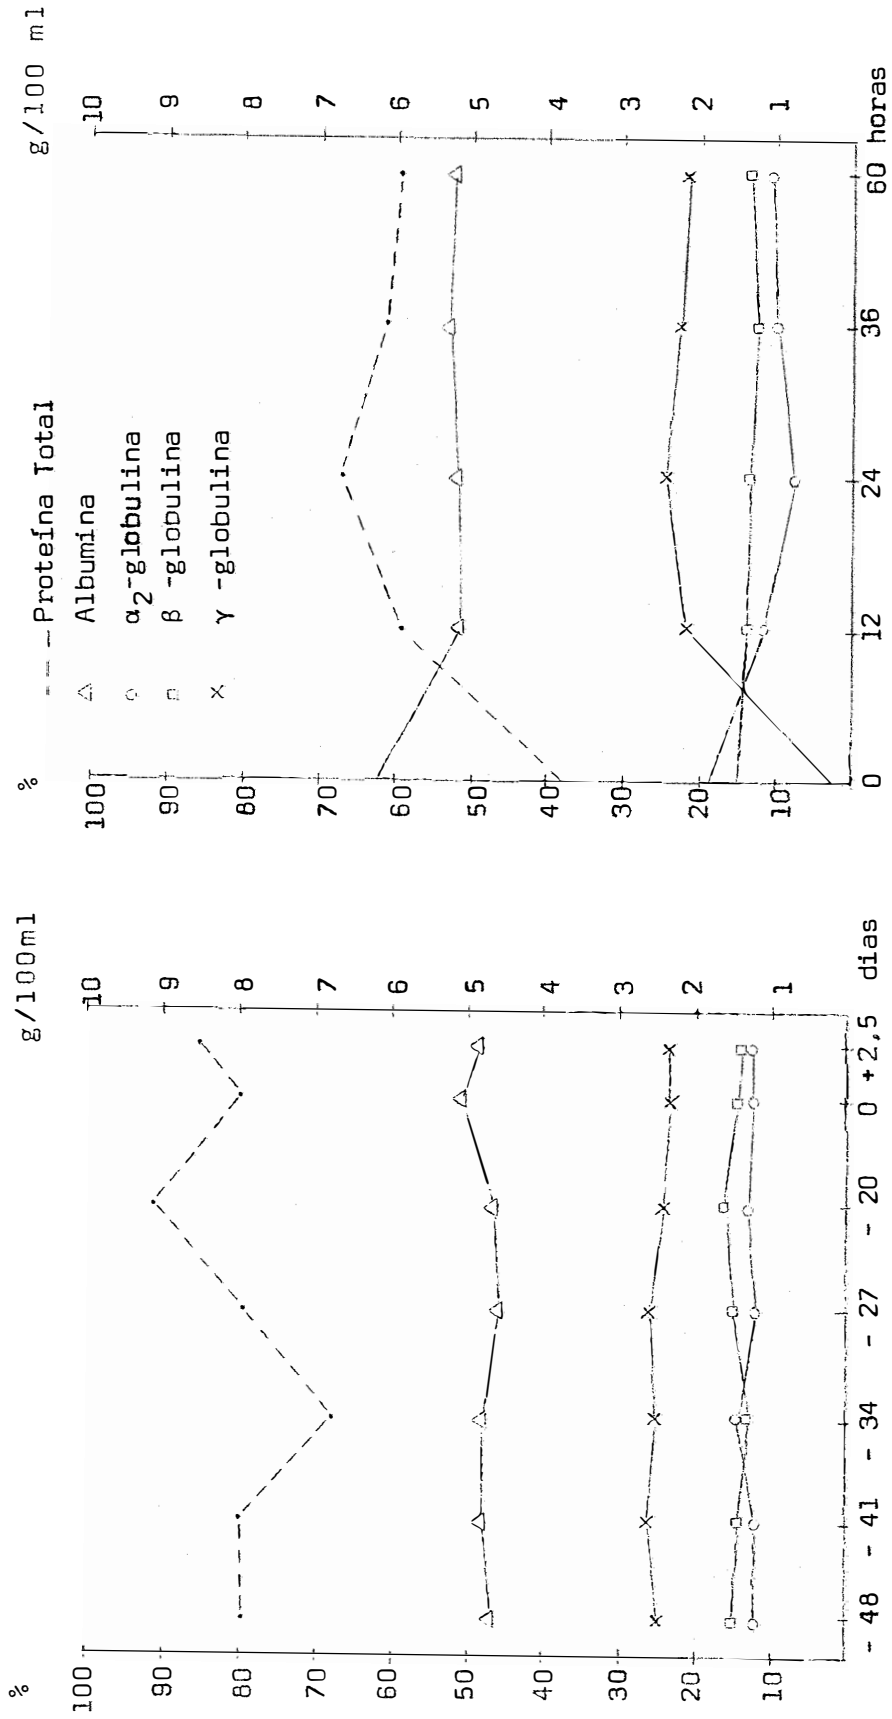 % g/100ml
100 10
90 9
80 8
70 7
60 6
50 5
40 4
30 3
20 2
10 1
- 48 - 41 - 34 - 27 - 20 0 +2,5 dias
% g/100 ml
---Proteína Total
Albumina
α2-globulina
β -globulina
γ -globulina
100 10
90 9
80 8
70 7
60 6
50 5
40 4
30 3
20 2
10 1
0 12 24 36 60 horas